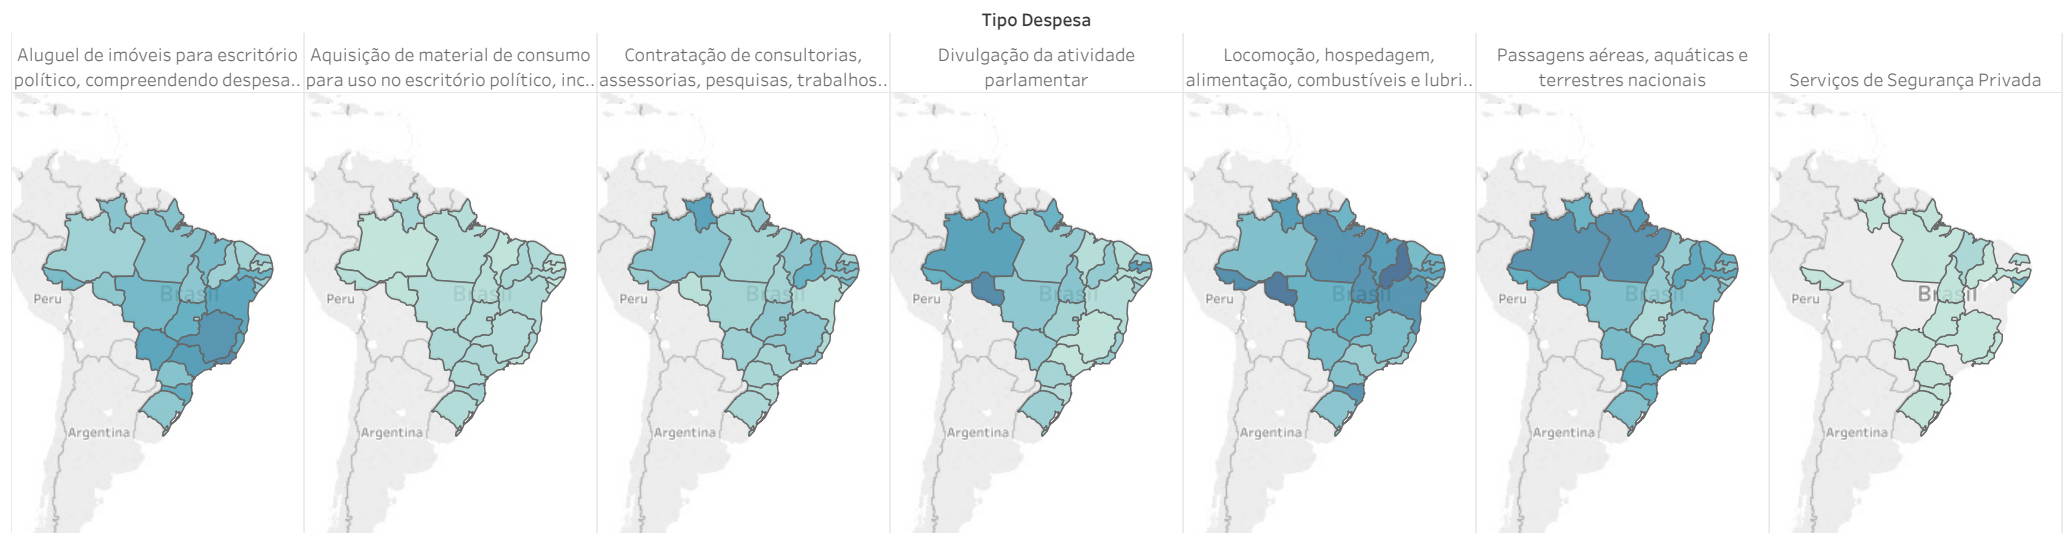 Tipo Despesa
Aluguel de imóveis para escritório
político, compreendendo despesa..
Aquisição de material de consumo
para uso no escritório político, inc..
Contratação de consultorias,
assessorias, pesquisas, trabalhos..
Divulgação da atividade
parlamentar
Locomoção, hospedagem,
alimentação, combustíveis e lubri..
Passagens aéreas, aquáticas e
terrestres nacionais
Serviços de Segurança Privada
Brasil
Peru
Argentina
Brasil
Peru
Argentina
Brasil
Peru
Argentina
Brasil
Peru
Argentina
Brasil
Peru
Argentina
Brasil
Peru
Argentina
Brasil
Peru
Argentina